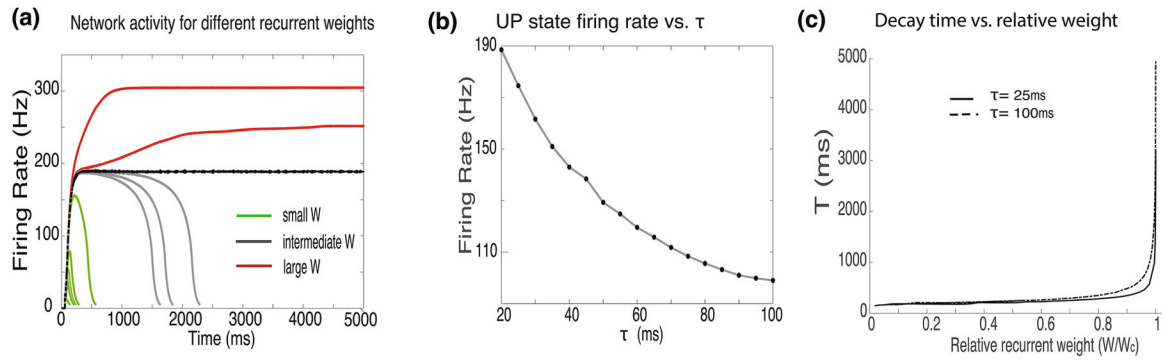 (a) Network activity for different recurrent weights
Firing Rate (Hz)
300
200
100
0
small W
intermediate W
large W
0 1000 2000 3000 4000 5000
Time (ms)
(b) UP state firing rate vs. τ
Firing Rate (Hz)
190
150
110
20 40 60 80 100
τ (ms)
(c) Decay time vs. relative weight
T (ms)
5000
4000
3000
2000
1000
0
τ= 25ms
τ= 100ms
0 0.2 0.4 0.6 0.8 1
Relative recurrent weight (W/Wc)